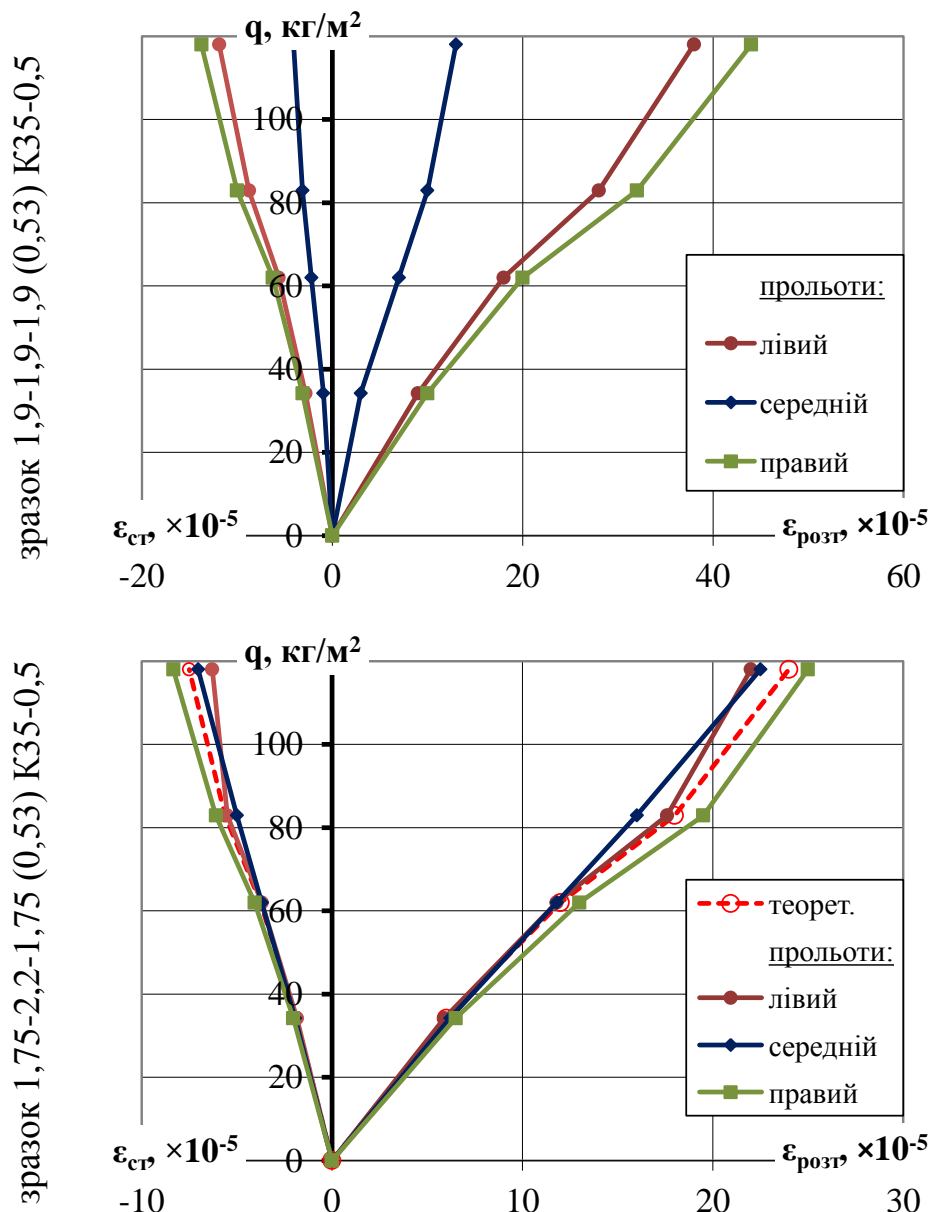 зразок 1,9-1,9-1,9 (0,53) К35-0,5
q, кг/м²
100
80
60
40
20
0
прольоти:
лівий
середній
правий
εст, ×10⁻⁵
εрозт, ×10⁻⁵
-20 0 20 40 60
зразок 1,75-2,2-1,75 (0,53) К35-0,5
q, кг/м²
100
80
60
40
20
0
теорет.
прольоти:
лівий
середній
правий
εст, ×10⁻⁵
εрозт, ×10⁻⁵
-10 0 10 20 30